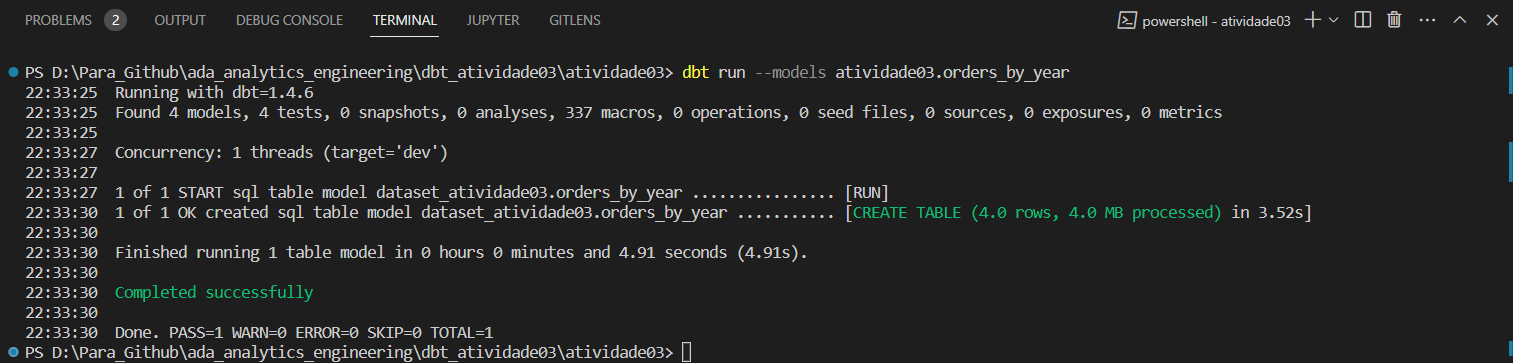 PROBLEMS 2 OUTPUT DEBUG CONSOLE TERMINAL JUPYTER GITLENS powershell - atividade03
PS D:\Para_Github\ada_analytics_engineering\dbt_atividade03\atividade03> dbt run --models atividade03.orders_by_year
22:33:25  Running with dbt=1.4.6
22:33:25  Found 4 models, 4 tests, 0 snapshots, 0 analyses, 337 macros, 0 operations, 0 seed files, 0 sources, 0 exposures, 0 metrics
22:33:25
22:33:27  Concurrency: 1 threads (target='dev')
22:33:27
22:33:27  1 of 1 START sql table model dataset_atividade03.orders_by_year ................ [RUN]
22:33:30  1 of 1 OK created sql table model dataset_atividade03.orders_by_year ........... [CREATE TABLE (4.0 rows, 4.0 MB processed) in 3.52s]
22:33:30
22:33:30  Finished running 1 table model in 0 hours 0 minutes and 4.91 seconds (4.91s).
22:33:30
22:33:30  Completed successfully
22:33:30
22:33:30  Done. PASS=1 WARN=0 ERROR=0 SKIP=0 TOTAL=1
PS D:\Para_Github\ada_analytics_engineering\dbt_atividade03\atividade03>